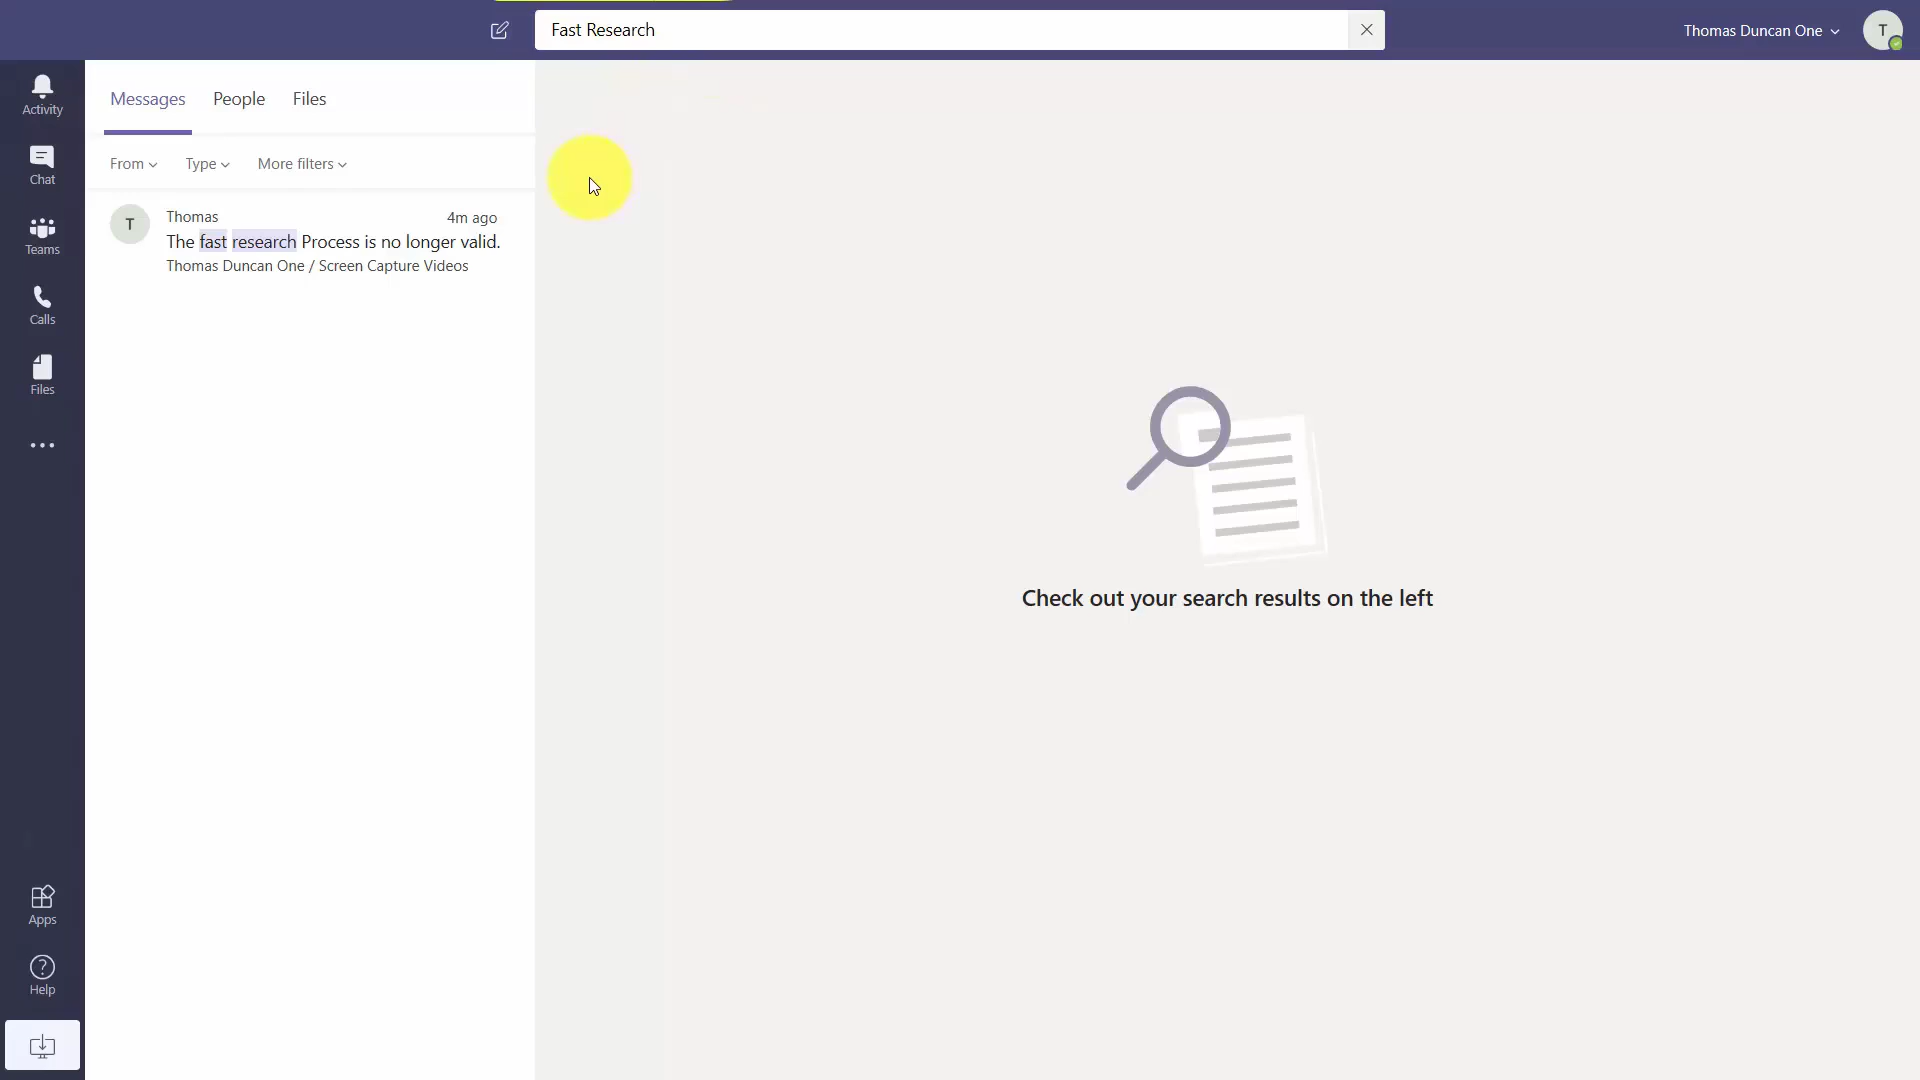 Fast Research
Thomas Duncan One
T
Activity
Chat
Teams
Calls
Files
Apps
Help
Messages People Files
From Type More filters
T
Thomas 4m ago
The fast research Process is no longer valid.
Thomas Duncan One / Screen Capture Videos
Check out your search results on the left